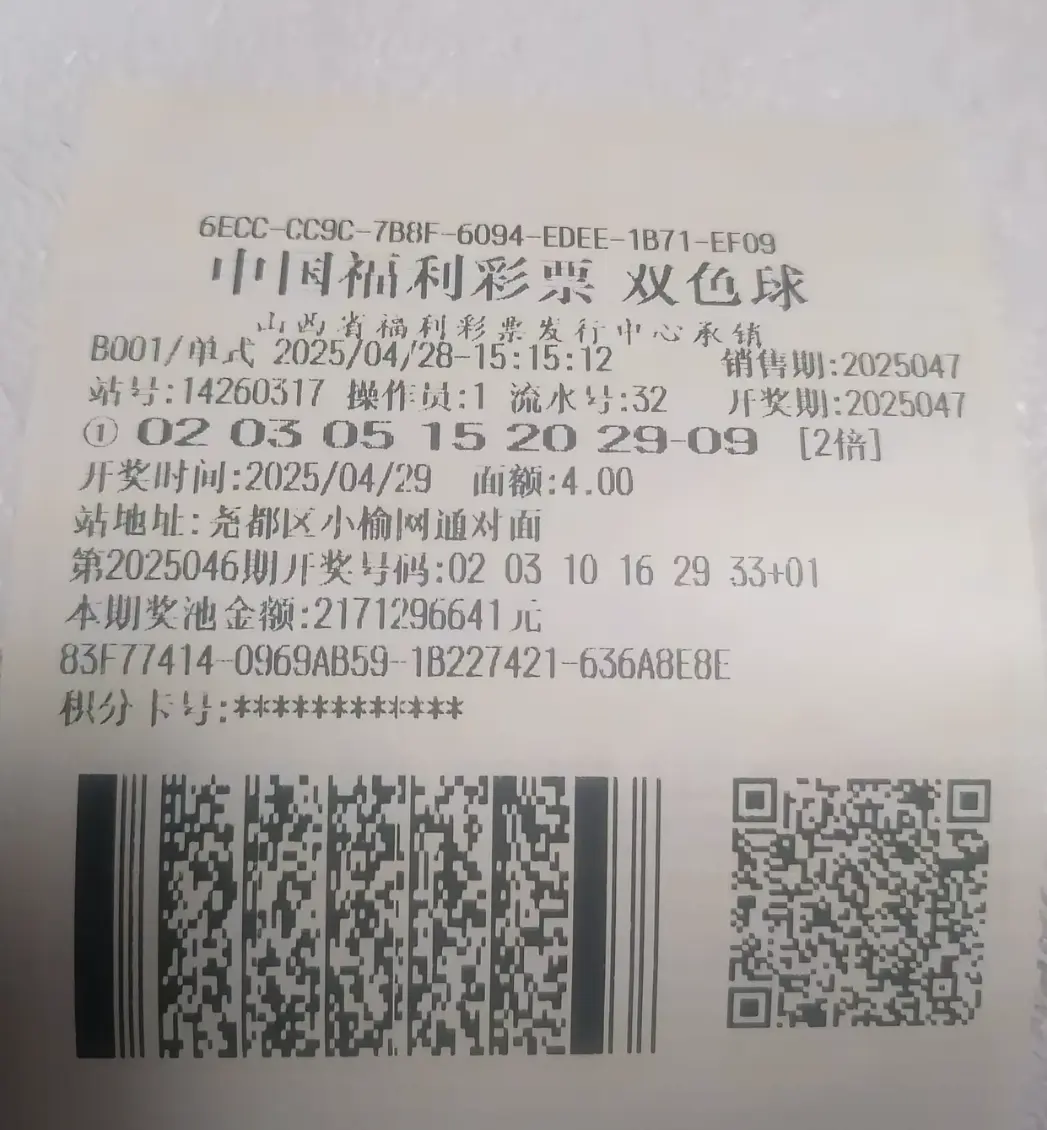 6ECC-CC9C-7B8F-6094-EDEE-1B71-EF09
中国福利彩票 双色球
山西省福利彩票发行中心承销
B001/单式 2025/04/28-15:15:12 销售期:2025047
站号:14260317 操作员:1 流水号:32 开奖期:2025047
① 02 03 05 15 20 29-09 [2倍]
开奖时间:2025/04/29 面额:4.00
站地址:尧都区小榆网通对面
第2025046期开奖号码:02 03 10 16 29 33+01
本期奖池金额:2171296641元
83F77414-0969AB59-1B227421-636A8E8E
积分卡号:************